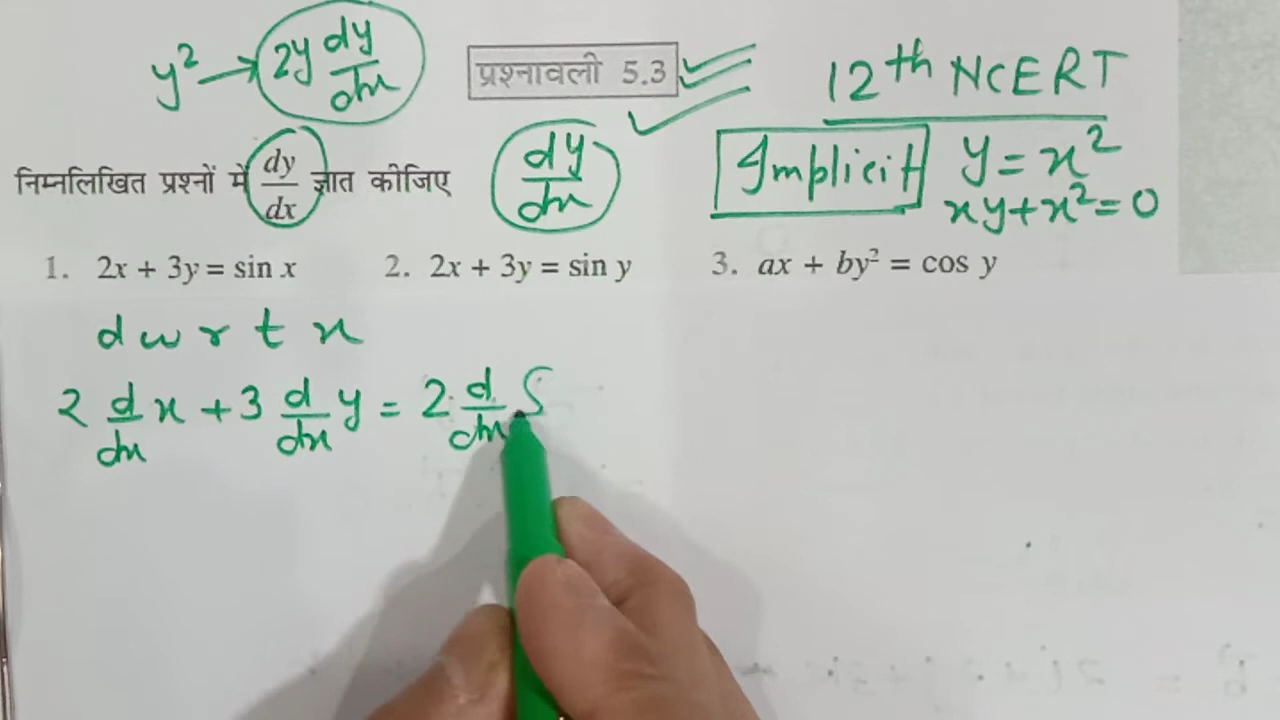 y² → 2y dy/dx
प्रश्नावली 5.3
12th NCERT
निम्नलिखित प्रश्नों में dy/dx ज्ञात कीजिए
dy/dx
Implicit
y = x²
xy + x² = 0
1. 2x + 3y = sin x 2. 2x + 3y = sin y 3. ax + by² = cos y
d w r t x
2 d/dx x + 3 d/dx y = 2 d/dx S